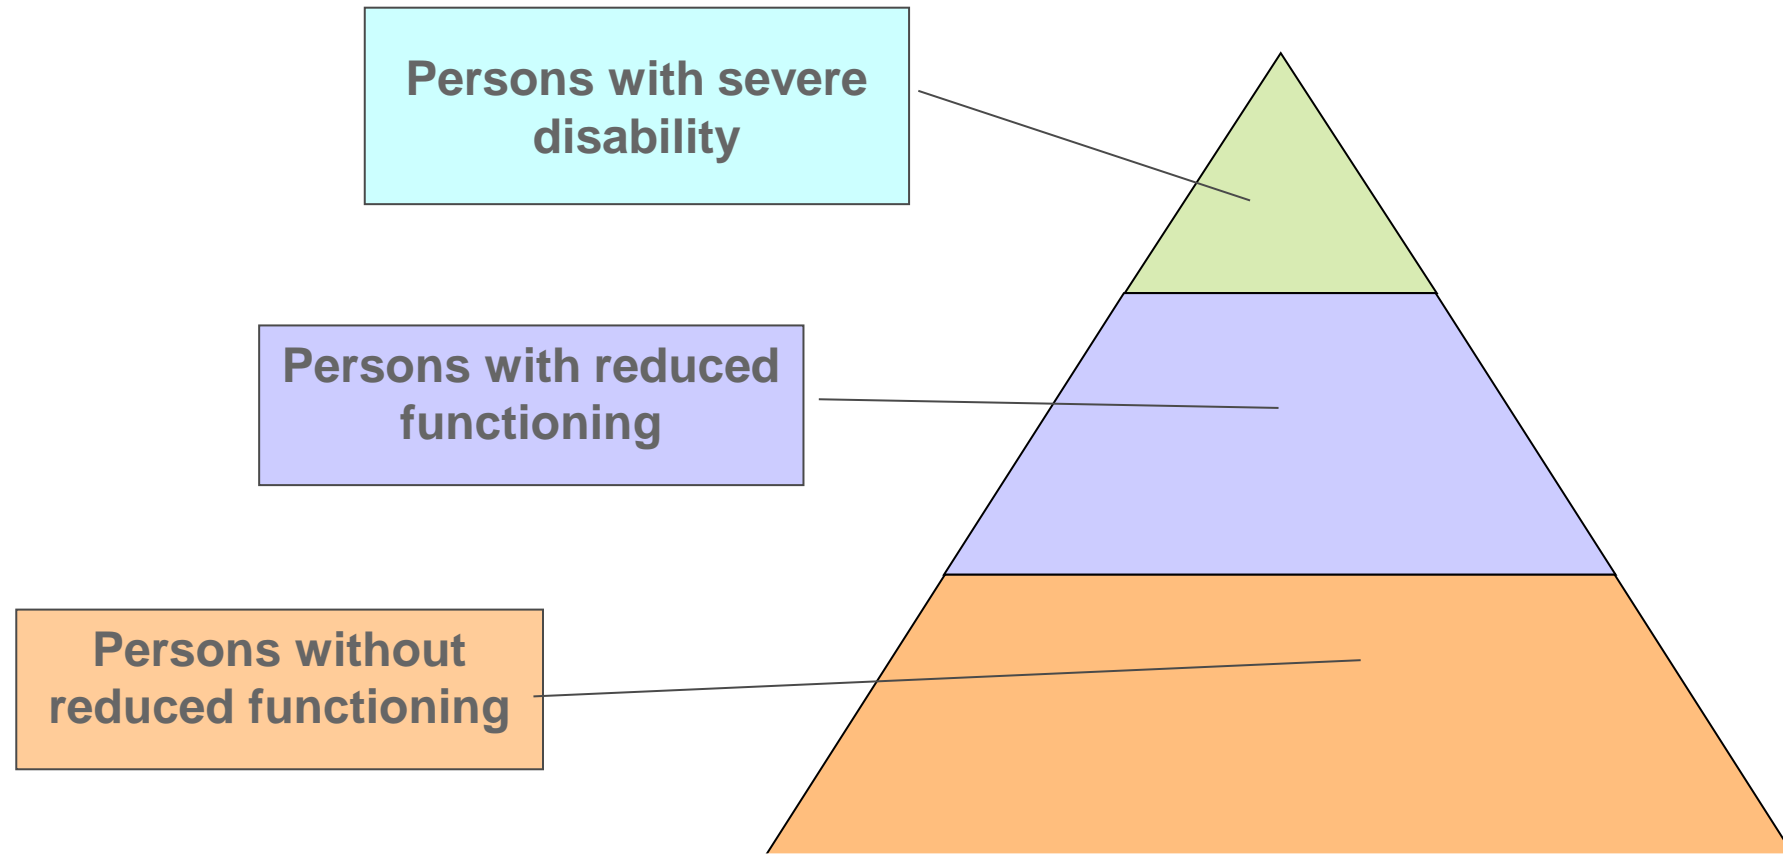 Persons with severe
disability
Persons with reduced
functioning
Persons without
reduced functioning